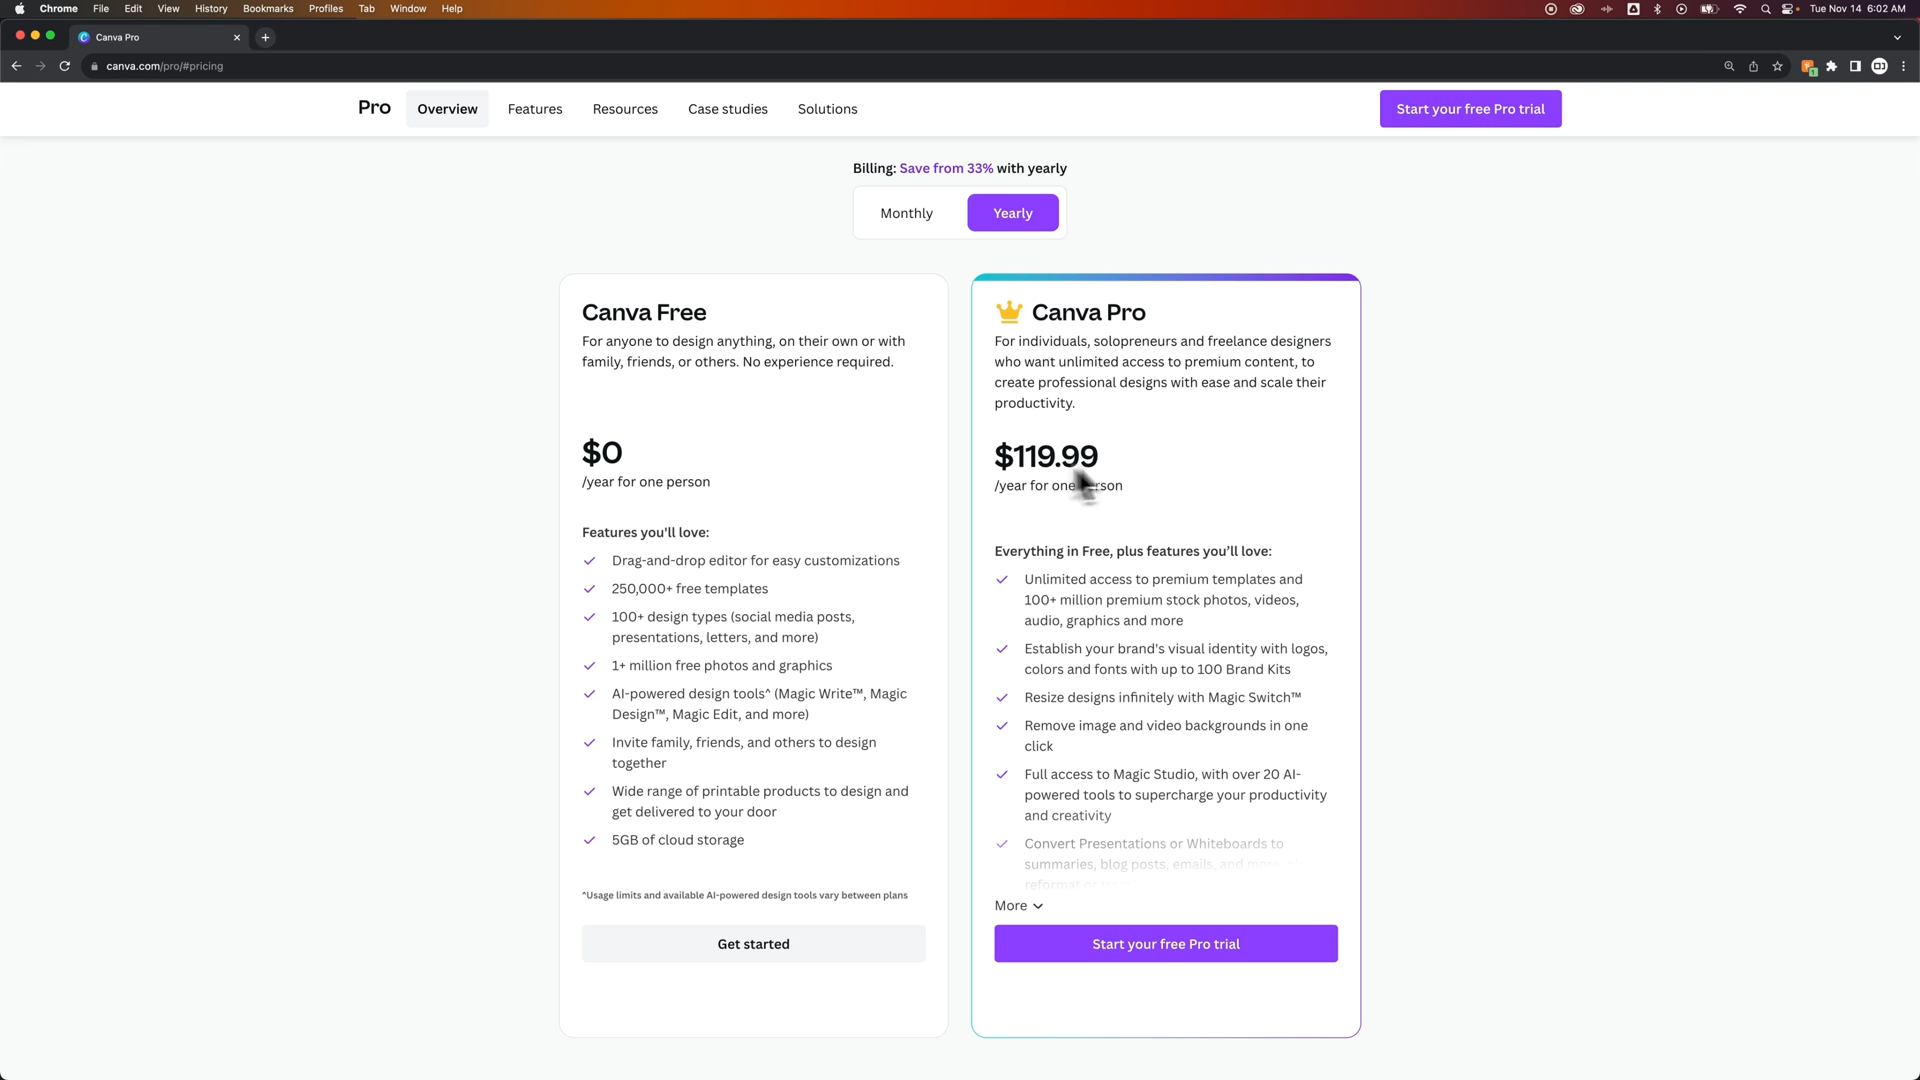 Chrome File Edit View History Bookmarks Profiles Tab Window Help
Tue Nov 14 6:02 AM
Canva Pro
canva.com/pro/#pricing
Pro Overview Features Resources Case studies Solutions Start your free Pro trial
Billing: Save from 33% with yearly
Monthly Yearly
Canva Free
For anyone to design anything, on their own or with
family, friends, or others. No experience required.
$0
/year for one person
Features you'll love:
Drag-and-drop editor for easy customizations
250,000+ free templates
100+ design types (social media posts,
presentations, letters, and more)
1+ million free photos and graphics
AI-powered design tools^ (Magic Write™, Magic
Design™, Magic Edit, and more)
Invite family, friends, and others to design
together
Wide range of printable products to design and
get delivered to your door
5GB of cloud storage
^Usage limits and available AI-powered design tools vary between plans
Get started
Canva Pro
For individuals, solopreneurs and freelance designers
who want unlimited access to premium content, to
create professional designs with ease and scale their
productivity.
$119.99
/year for one person
Everything in Free, plus features you’ll love:
Unlimited access to premium templates and
100+ million premium stock photos, videos,
audio, graphics and more
Establish your brand's visual identity with logos,
colors and fonts with up to 100 Brand Kits
Resize designs infinitely with Magic Switch™
Remove image and video backgrounds in one
click
Full access to Magic Studio, with over 20 AI-
powered tools to supercharge your productivity
and creativity
Convert Presentations or Whiteboards to
summaries, blog posts, emails, and more,
reformat or
More
Start your free Pro trial